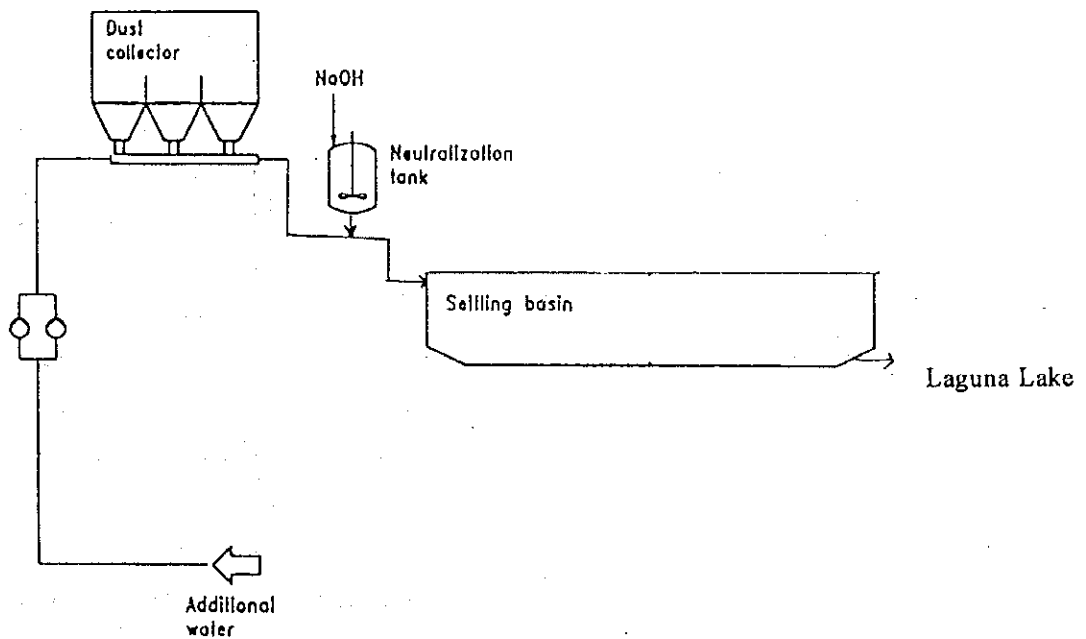 Dust
collector
NaOH
Neutralization
tank
Settling basin
Laguna Lake
Additional
water